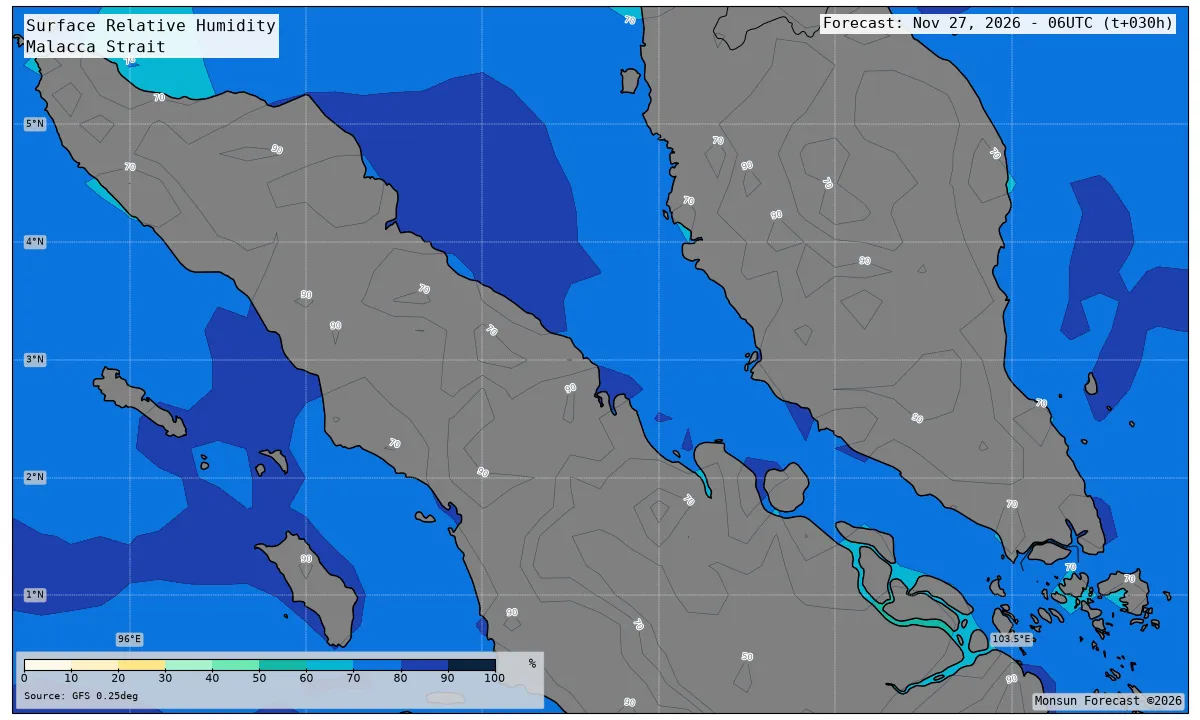 Surface Relative Humidity
Malacca Strait
Forecast: Nov 27, 2026 - 06UTC (t+030h)
70
70
70
5°N
70
90
90
70
70
70
70
90
4°N
90
90
70
90
70
3°N
90
70
90
70
90
2°N
70
70
90
70
70
1°N
90
70
96°E
103.5°E
50
90
90
%
0 10 20 30 40 50 60 70 80 90 100
Source: GFS 0.25deg
Monsun Forecast ©2026